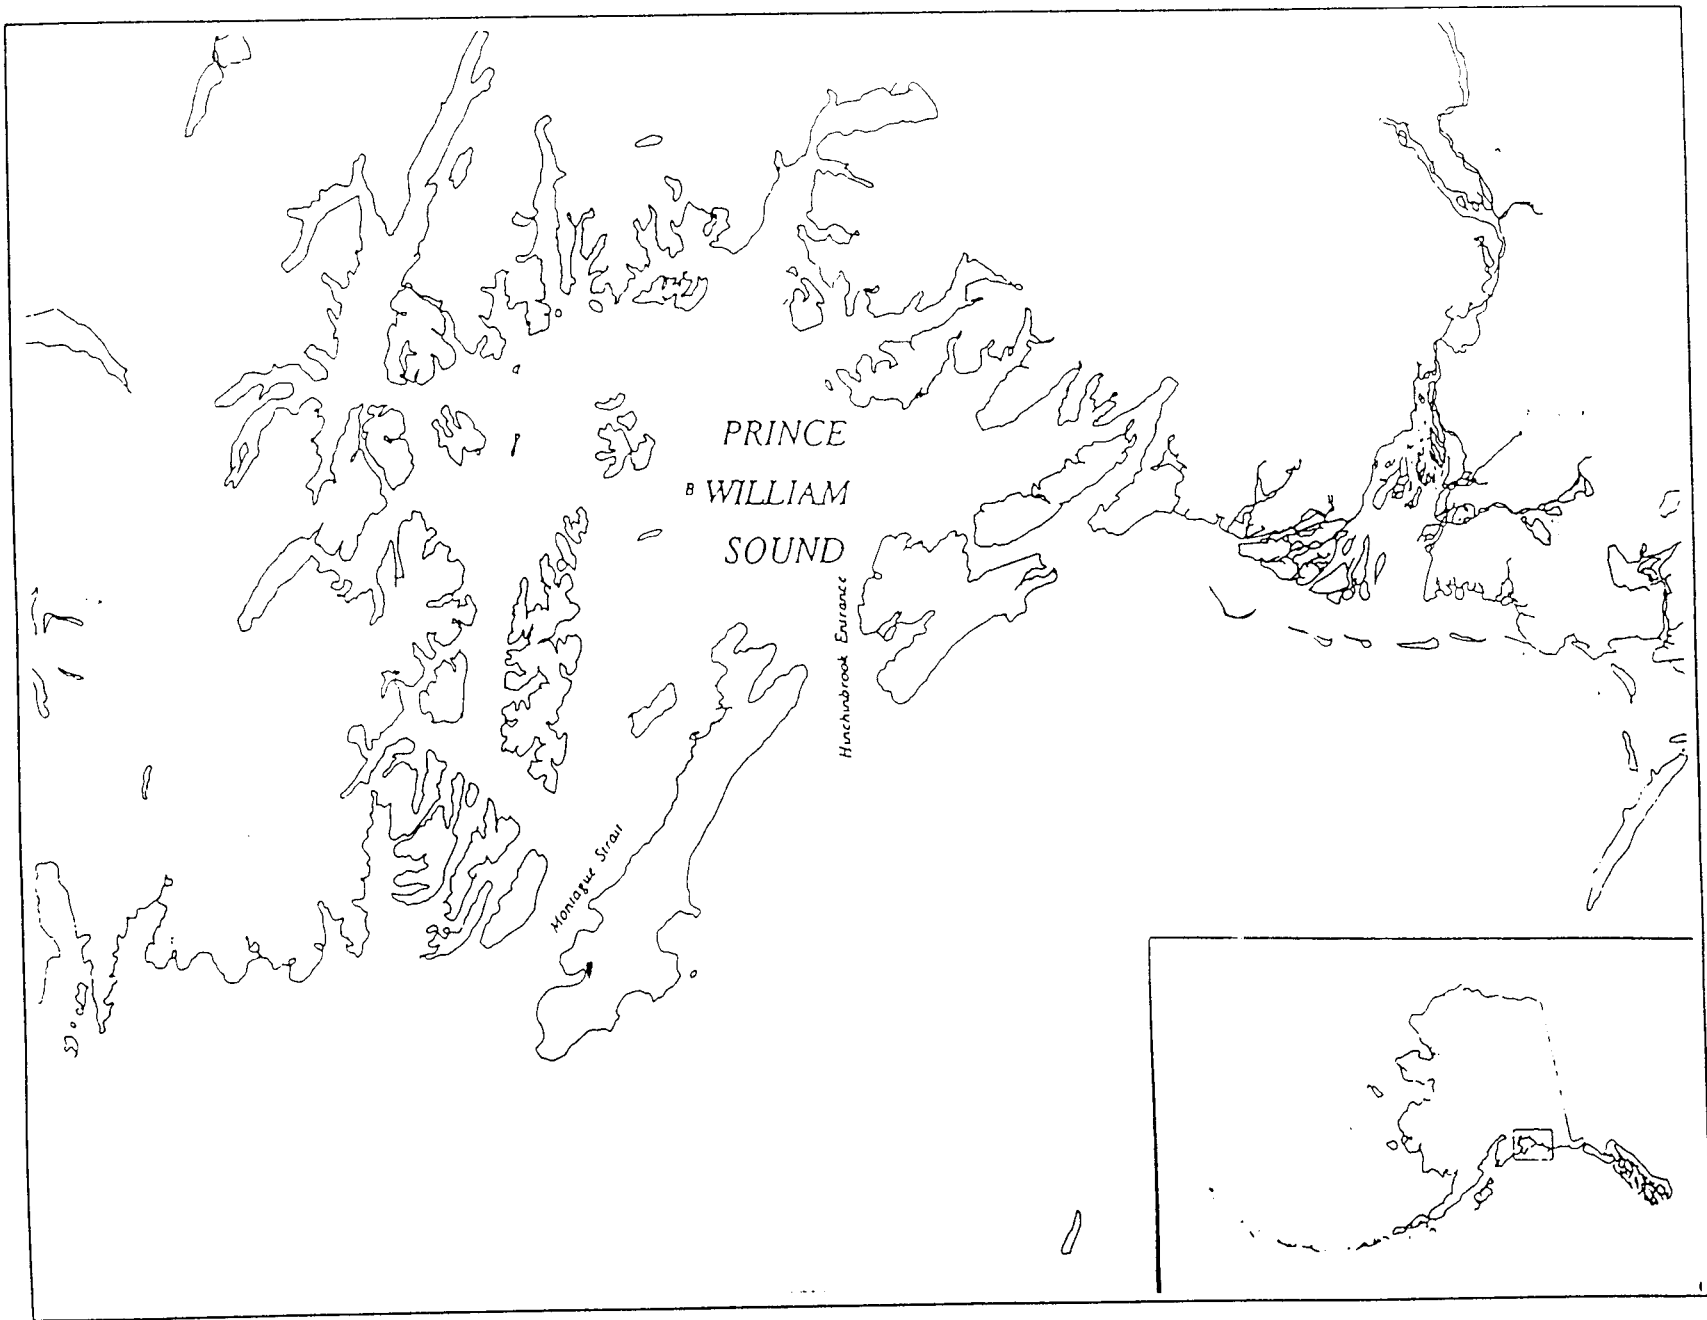 PRINCE
B WILLIAM
SOUND
Hinchinbrook Entrance
Montague Strait